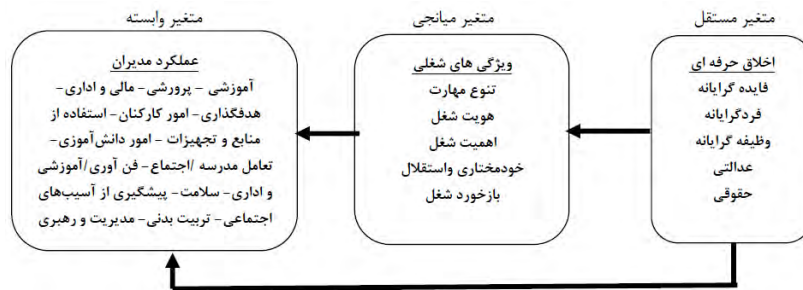 متغیر مستقل
اخلاق حرفه ای
فایده گرایانه
فردگرایانه
وظیفه گرایانه
عدالتی
حقوقی
متغیر میانجی
ویژگی های شغلی
تنوع مهارت
هویت شغل
اهمیت شغل
خودمختاری واستقلال
بازخورد شغل
متغیر وابسته
عملکرد مدیران
آموزشی – پرورشی– مالی و اداری–
هدفگذاری– امور کارکنان– استفاده از
منابع و تجهیزات – امور دانش‌آموزی–
تعامل مدرسه /اجتماع– فن آوری/آموزشی
و اداری– سلامت– پیشگیری از آسیب‌های
اجتماعی– تربیت بدنی– مدیریت و رهبری